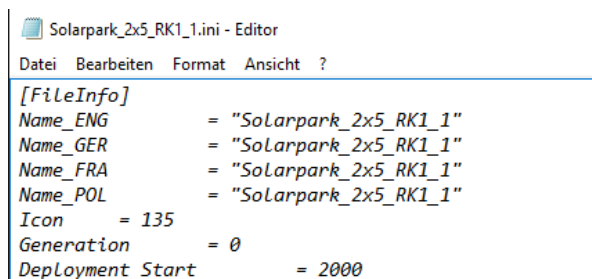 Solarpark_2x5_RK1_1.ini - Editor
Datei Bearbeiten Format Ansicht ?
[FileInfo]
Name_ENG = "Solarpark_2x5_RK1_1"
Name_GER = "Solarpark_2x5_RK1_1"
Name_FRA = "Solarpark_2x5_RK1_1"
Name_POL = "Solarpark_2x5_RK1_1"
Icon = 135
Generation = 0
Deployment Start = 2000